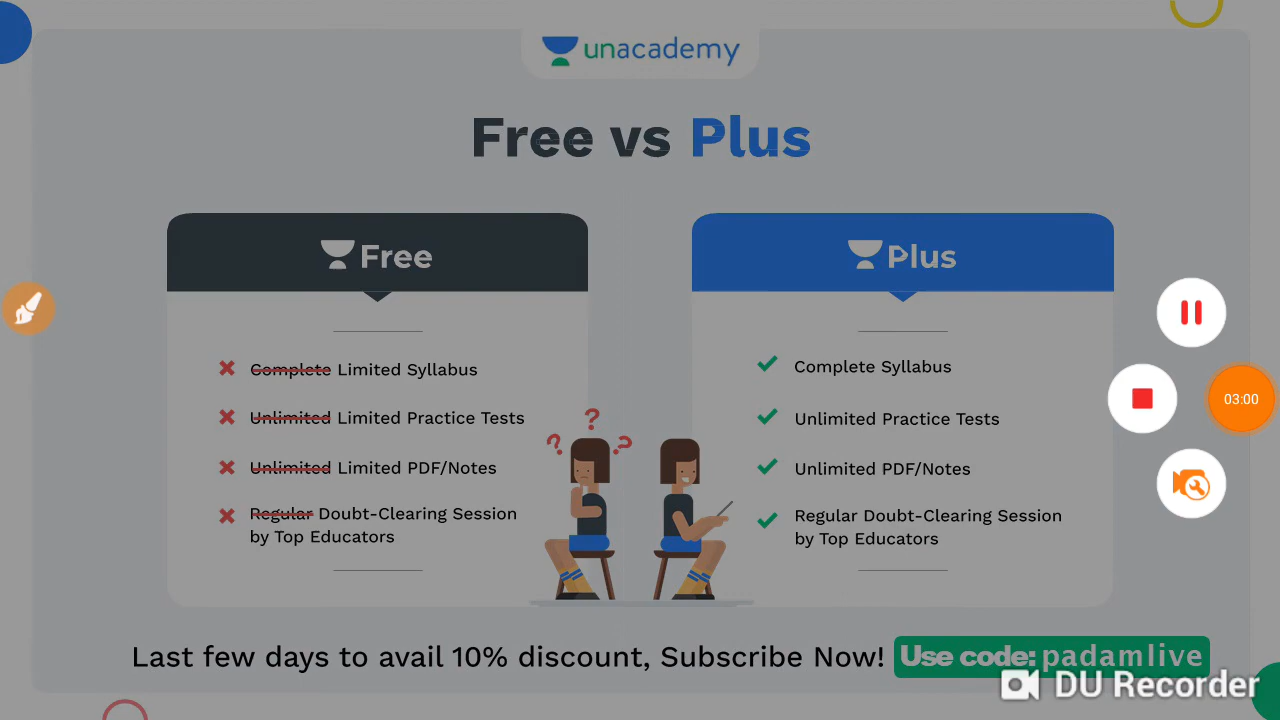 unacademy
Free vs Plus
Free
Complete Limited Syllabus
Unlimited Limited Practice Tests
Unlimited Limited PDF/Notes
Regular Doubt-Clearing Session
by Top Educators
? ? ?
Plus
Complete Syllabus
Unlimited Practice Tests
Unlimited PDF/Notes
Regular Doubt-Clearing Session
by Top Educators
03:00
Last few days to avail 10% discount, Subscribe Now! Use code: padamlive
DU Recorder